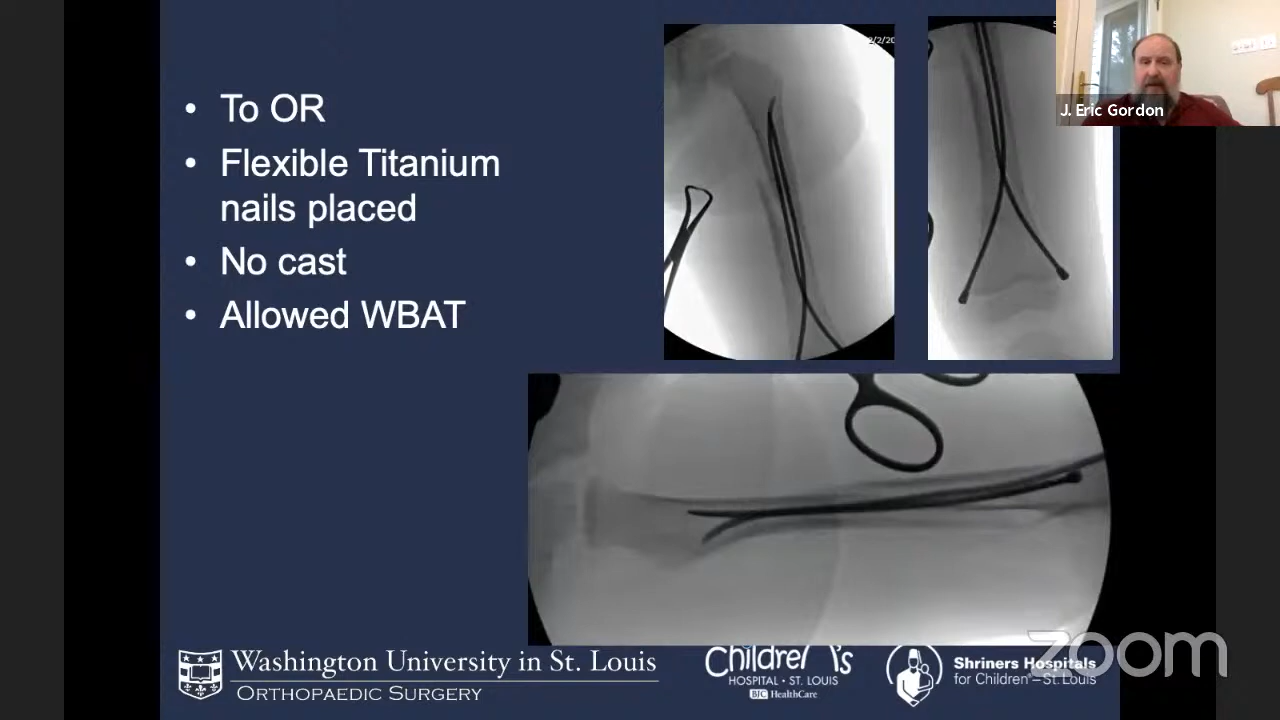 • To OR
• Flexible Titanium
nails placed
• No cast
• Allowed WBAT
J. Eric Gordon
Washington University in St. Louis
ORTHOPAEDIC SURGERY
HOSPITAL • ST. LOUIS
BJC HealthCare
Shriners Hospitals
for Children™—St. Louis
zoom